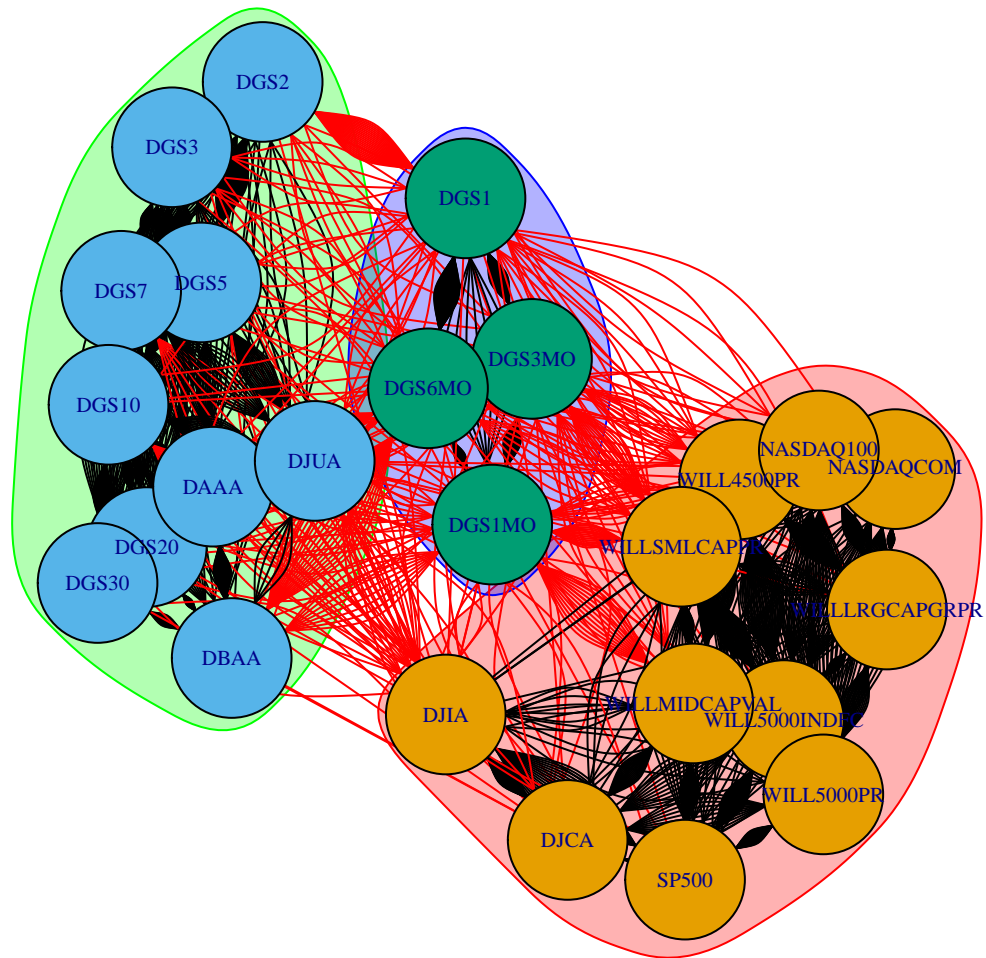 DGS2
DGS3
DGS1
DGS5
DGS7
DGS3MO
DGS6MO
DGS10
NASDAQ100
DJUA
NASDAQCOM
WILL4500PR
DAAA
DGS1MO
WILLSMLCAPPR
DGS20
DGS30
WILLLRGCAPGRPR
DBAA
WILLMIDCAPVAL
DJIA
WILL5000INDFC
WILL5000PR
DJCA
SP500